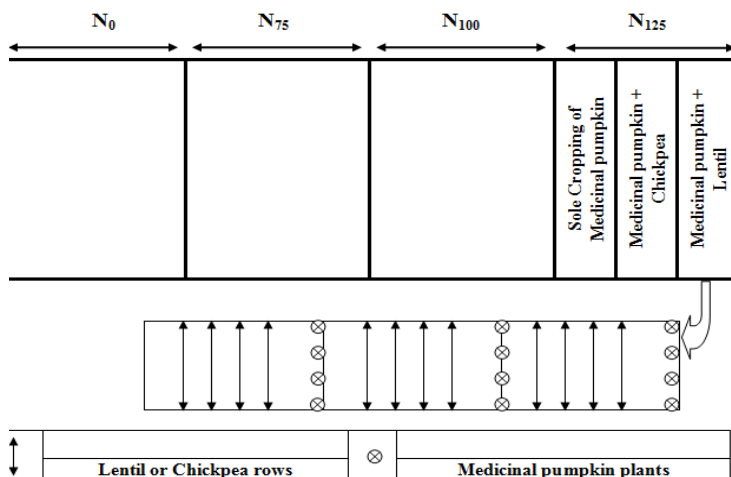 N0 N75 N100 N125
Sole Cropping of
Medicinal pumpkin
Medicinal pumpkin +
Chickpea
Medicinal pumpkin +
Lentil
Lentil or Chickpea rows
Medicinal pumpkin plants